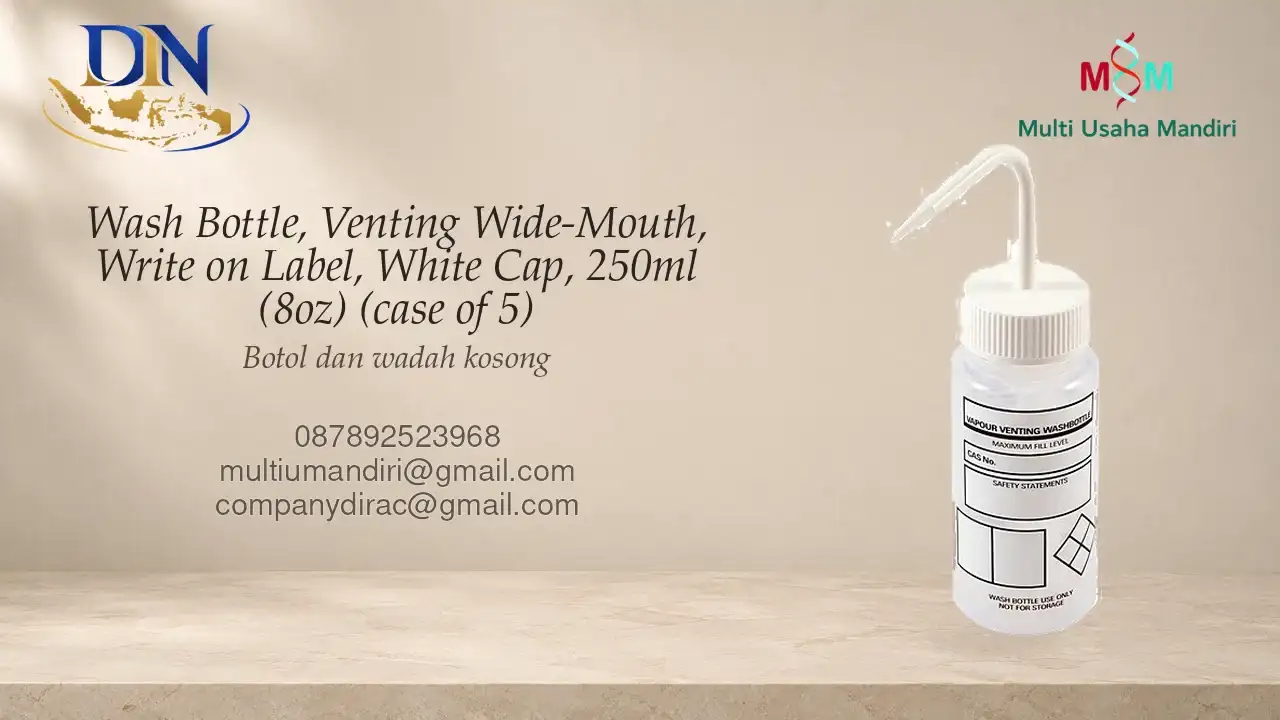 DIN
M M
Multi Usaha Mandiri
Wash Bottle, Venting Wide-Mouth,
Write on Label, White Cap, 250ml
(8oz) (case of 5)
Botol dan wadah kosong
087892523968
multiumandiri@gmail.com
companydirac@gmail.com
VAPOUR VENTING WASHBOTTLE
MAXIMUM FILL LEVEL
CAS No.
SAFETY STATEMENTS
WASH BOTTLE USE ONLY
NOT FOR STORAGE